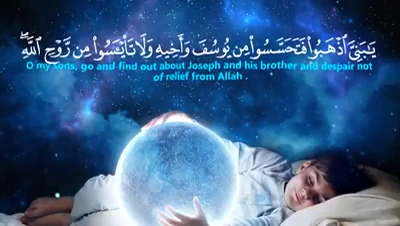 يَـٰبَنِىَّ ٱذْهَبُوا۟ فَتَحَسَّسُوا۟ مِن يُوسُفَ وَأَخِيهِ وَلَا تَا۟يْـَٔسُوا۟ مِن رَّوْحِ ٱللَّهِ ۖ
O my sons, go and find out about Joseph and his brother and despair not
of relief from Allah .